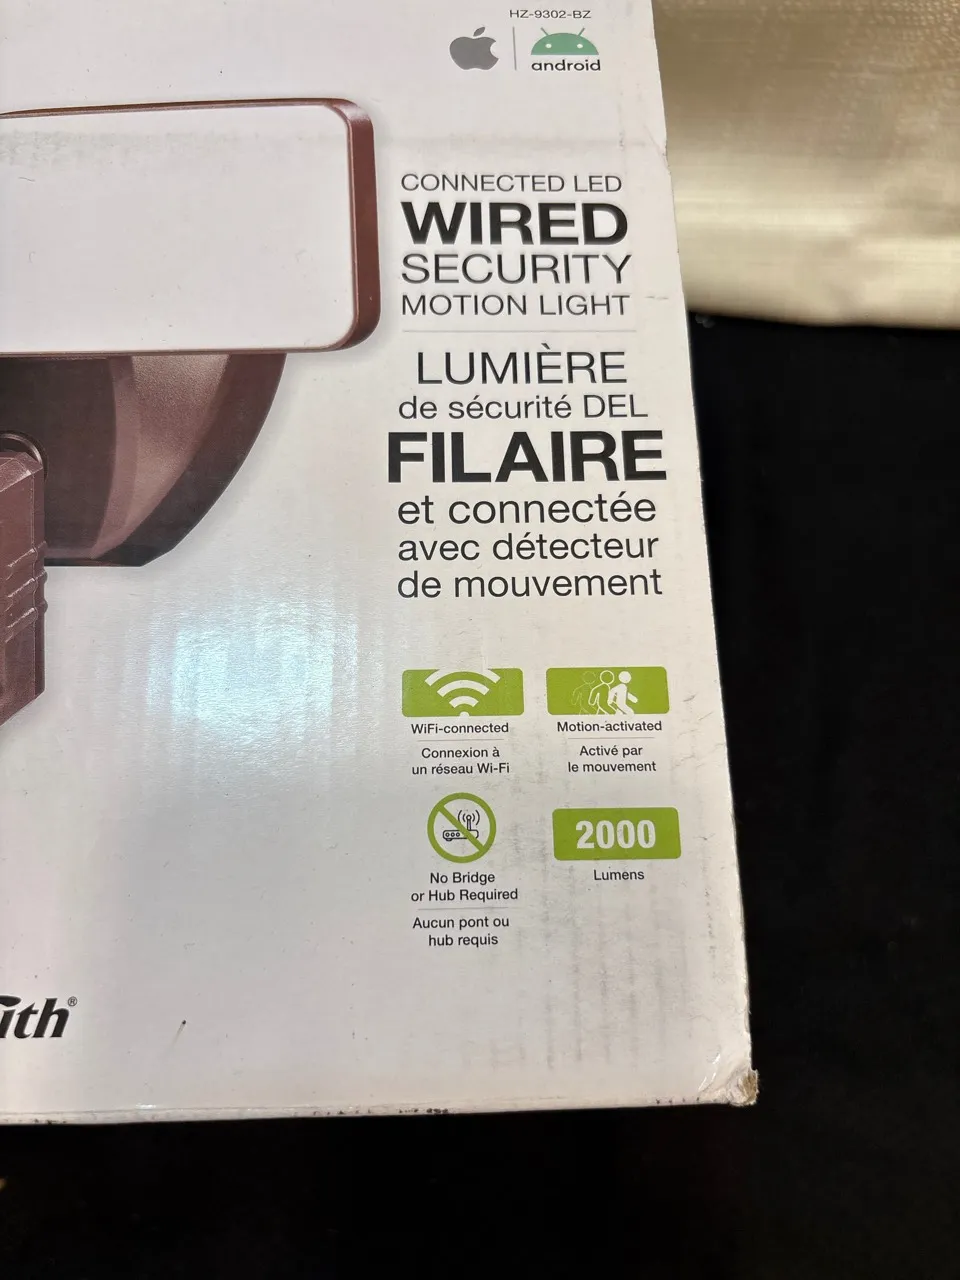 HZ-9302-BZ
android
CONNECTED LED
WIRED
SECURITY
MOTION LIGHT
LUMIÈRE
de sécurité DEL
FILAIRE
et connectée
avec détecteur
de mouvement
WiFi-connected
Connexion à
un réseau Wi-Fi
Motion-activated
Activé par
le mouvement
No Bridge
or Hub Required
Aucun pont ou
hub requis
2000
Lumens
ith®